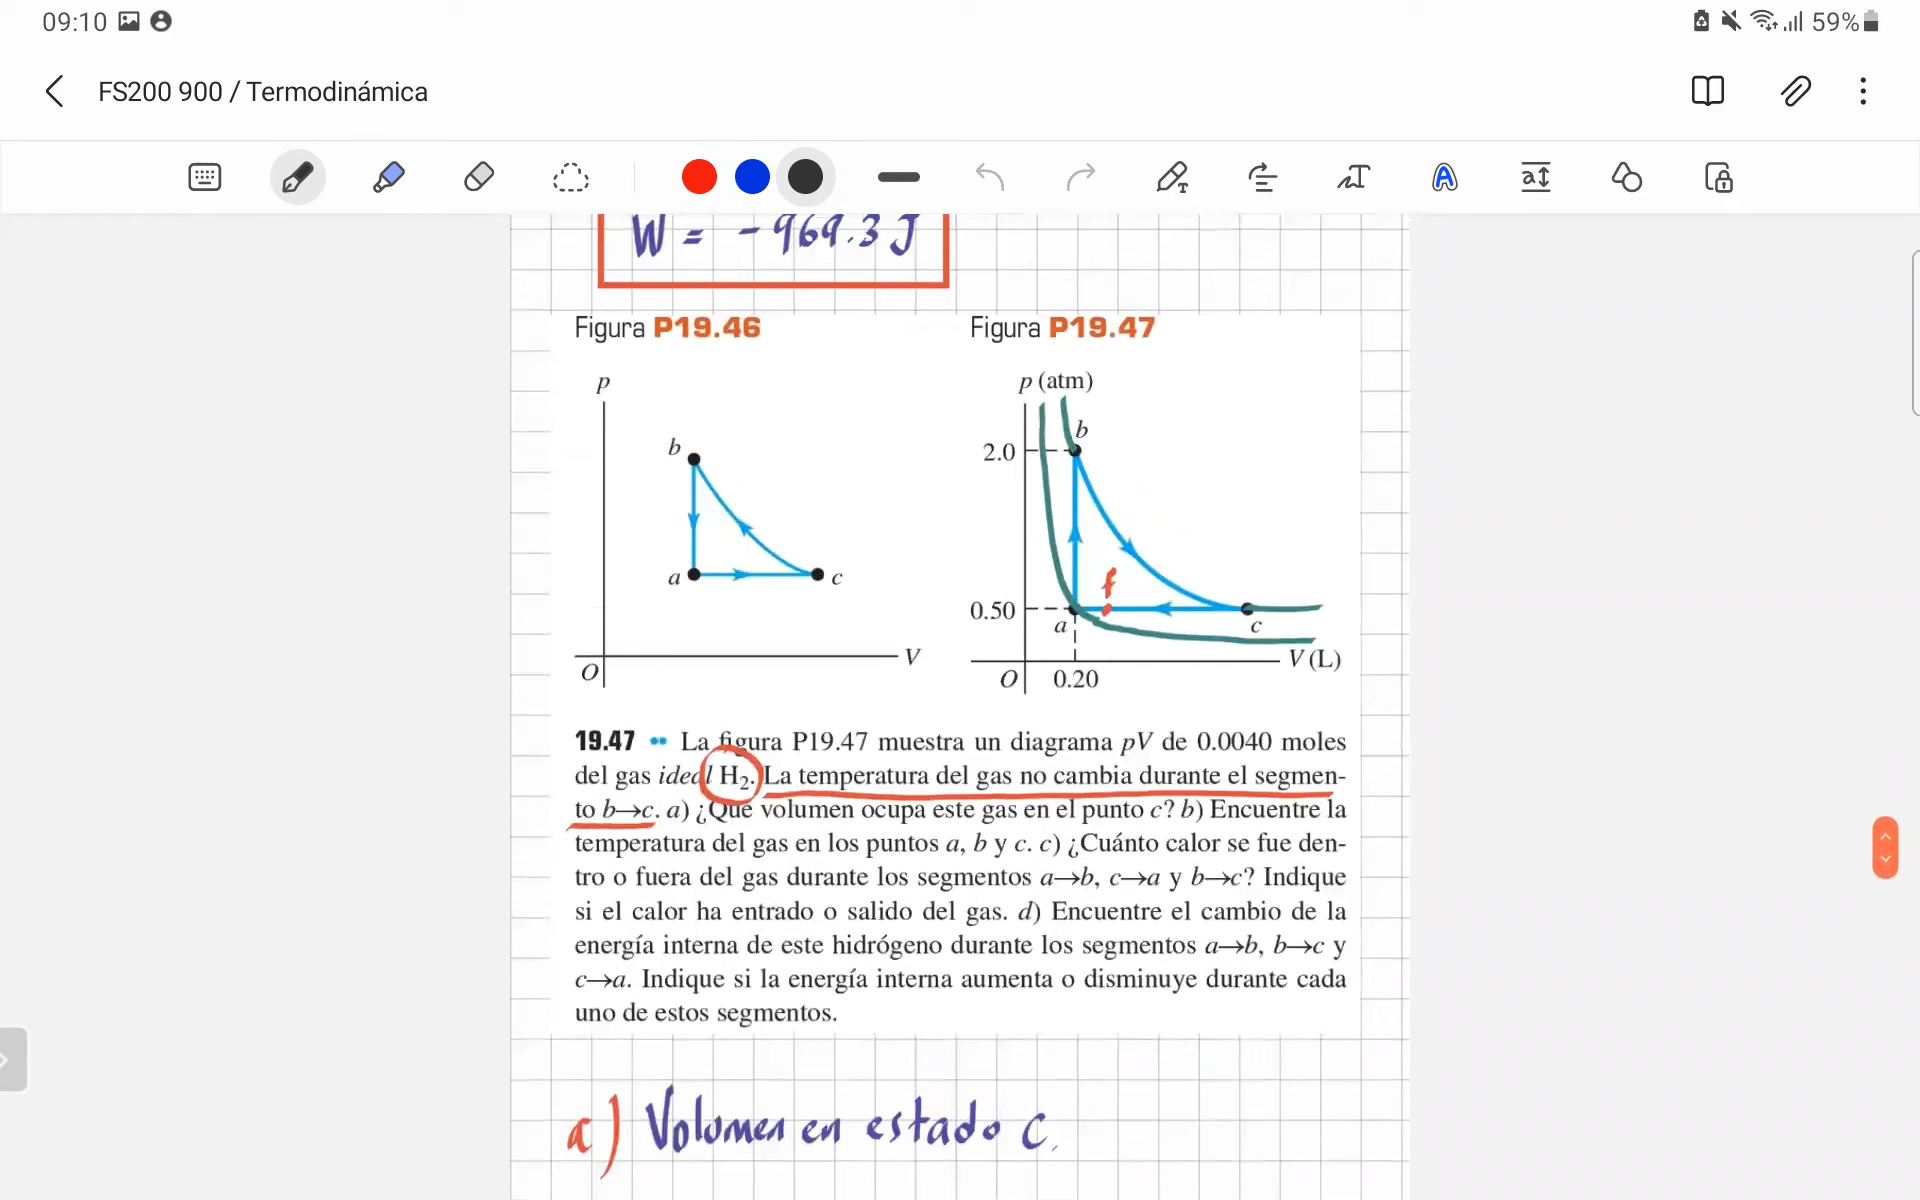 09:10
59%
FS200 900 / Termodinámica
W = - 969.3 J
Figura P19.46
Figura P19.47
p
b
a
c
O
V
p (atm)
b
2.0
f
0.50
a
c
V (L)
O
0.20
19.47 •• La figura P19.47 muestra un diagrama pV de 0.0040 moles
del gas ideal H₂. La temperatura del gas no cambia durante el segmen-
to b→c. a) ¿Qué volumen ocupa este gas en el punto c? b) Encuentre la
temperatura del gas en los puntos a, b y c. c) ¿Cuánto calor se fue den-
tro o fuera del gas durante los segmentos a→b, c→a y b→c? Indique
si el calor ha entrado o salido del gas. d) Encuentre el cambio de la
energía interna de este hidrógeno durante los segmentos a→b, b→c y
c→a. Indique si la energía interna aumenta o disminuye durante cada
uno de estos segmentos.
a) Volumen en estado C.